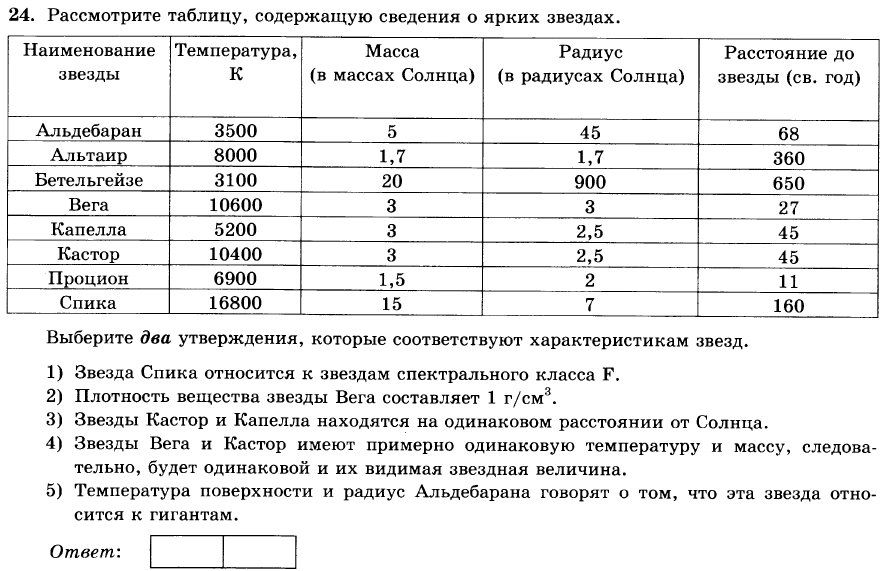 24. Рассмотрите таблицу, содержащую сведения о ярких звездах.
Наименование звезды | Температура, К | Масса (в массах Солнца) | Радиус (в радиусах Солнца) | Расстояние до звезды (св. год)
Альдебаран | 3500 | 5 | 45 | 68
Альтаир | 8000 | 1,7 | 1,7 | 360
Бетельгейзе | 3100 | 20 | 900 | 650
Вега | 10600 | 3 | 3 | 27
Капелла | 5200 | 3 | 2,5 | 45
Кастор | 10400 | 3 | 2,5 | 45
Процион | 6900 | 1,5 | 2 | 11
Спика | 16800 | 15 | 7 | 160
Выберите два утверждения, которые соответствуют характеристикам звезд.
1) Звезда Спика относится к звездам спектрального класса F.
2) Плотность вещества звезды Вега составляет 1 г/см³.
3) Звезды Кастор и Капелла находятся на одинаковом расстоянии от Солнца.
4) Звезды Вега и Кастор имеют примерно одинаковую температуру и массу, следова-
тельно, будет одинаковой и их видимая звездная величина.
5) Температура поверхности и радиус Альдебарана говорят о том, что эта звезда отно-
сится к гигантам.
Ответ: